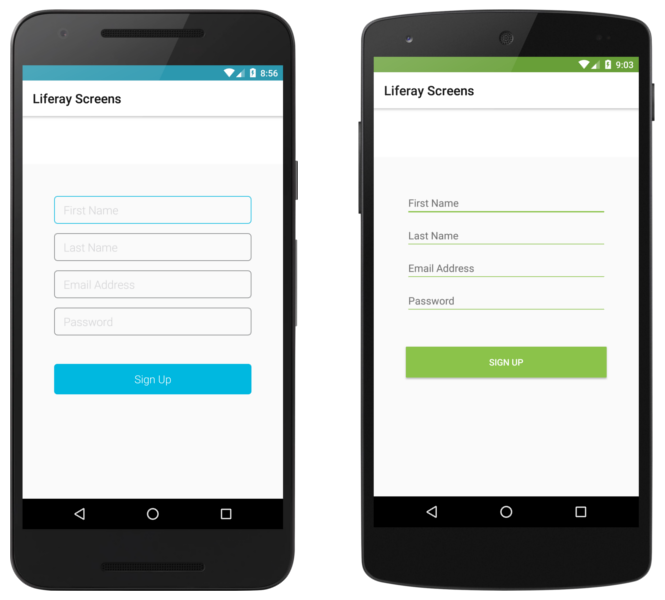 8:56
Liferay Screens
First Name
Last Name
Email Address
Password
Sign Up
9:03
Liferay Screens
First Name
Last Name
Email Address
Password
SIGN UP